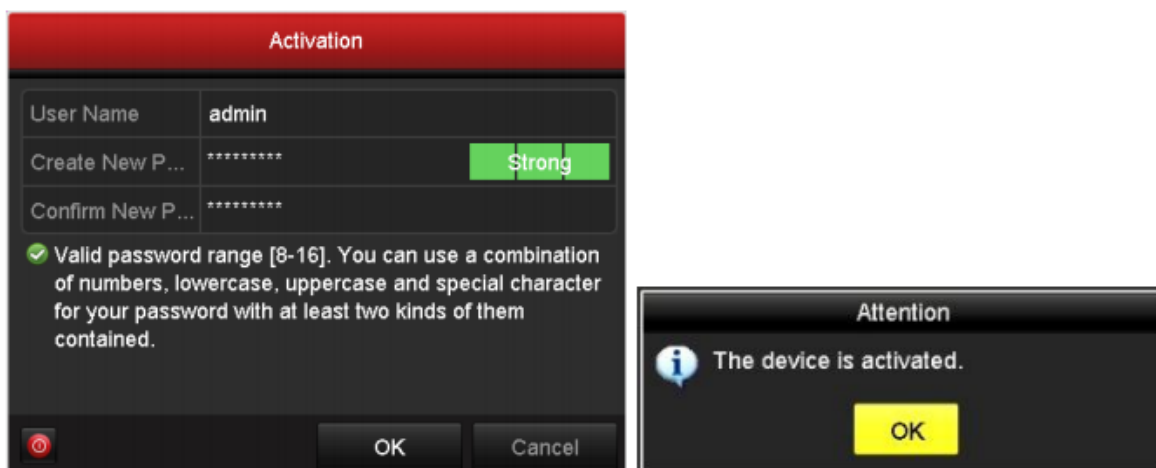 Activation
User Name admin
Create New P... ********* Strong
Confirm New P... *********
Valid password range [8-16]. You can use a combination
of numbers, lowercase, uppercase and special character
for your password with at least two kinds of them
contained.
OK Cancel
Attention
The device is activated.
OK